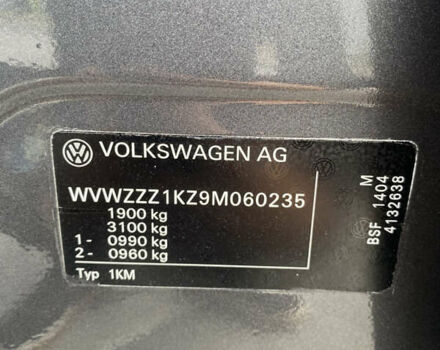 VOLKSWAGEN AG
WVWZZZ1KZ9M060235
1900 kg
3100 kg
1- 0990 kg
2- 0960 kg
Typ 1KM
BSF 1404 M
4132638